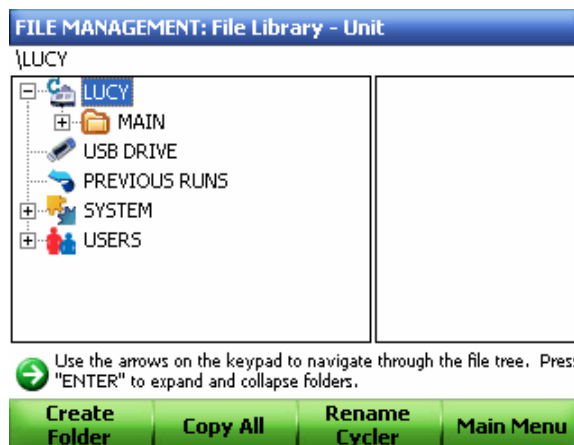 FILE MANAGEMENT: File Library - Unit
\LUCY
LUCY
MAIN
USB DRIVE
PREVIOUS RUNS
SYSTEM
USERS
Use the arrows on the keypad to navigate through the file tree. Press
"ENTER" to expand and collapse folders.
Create Folder
Copy All
Rename Cycler
Main Menu